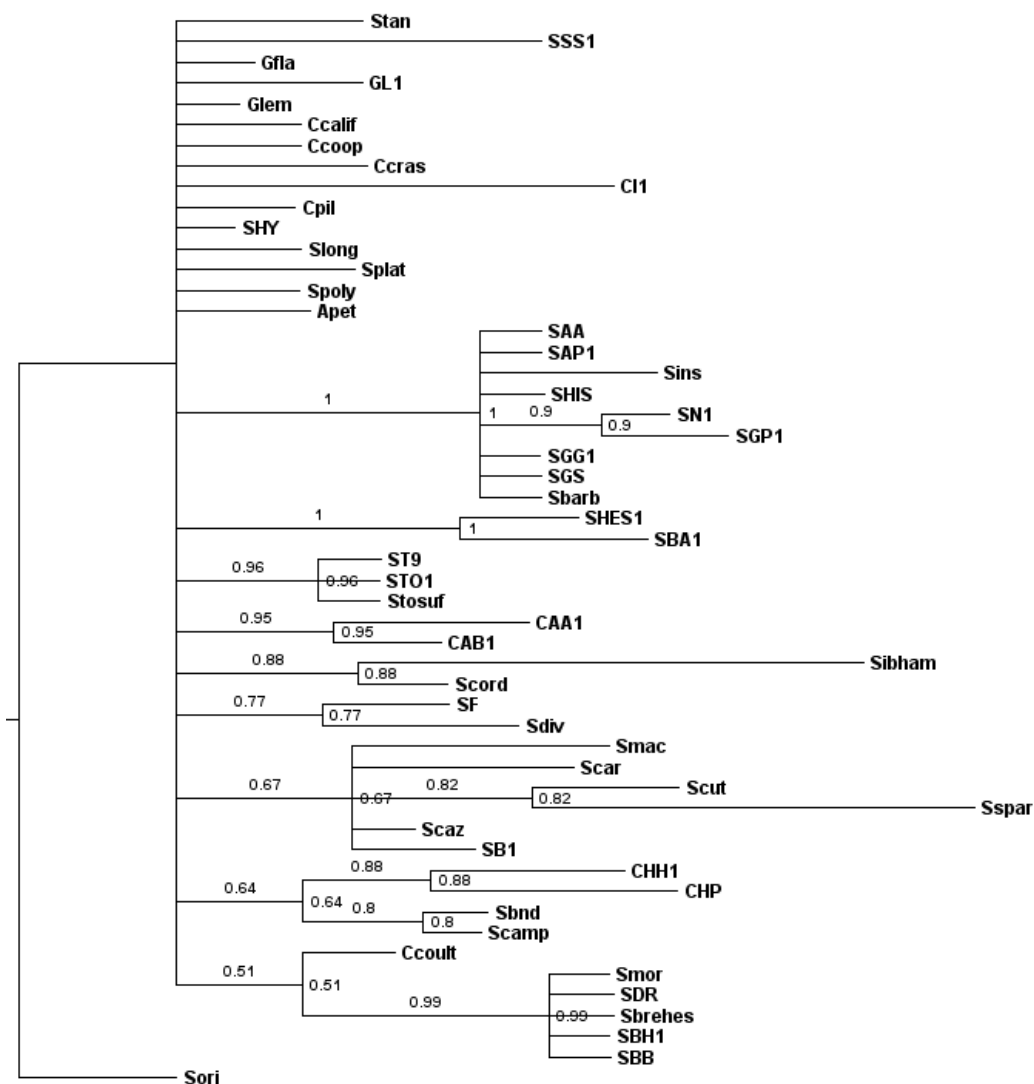 Stan
SSS1
Gfla
GL1
Glem
Ccalif
Ccoop
Ccras
Cl1
Cpil
SHY
Slong
Splat
Spoly
Apet
SAA
SAP1
Sins
SHIS
1 1 0.9 SN1
0.9
SGP1
SGG1
SGS
Sbarb
1 SHES1
1
SBA1
ST9
0.96 0.96 STO1
Stosuf
0.95 CAA1
0.95
CAB1
0.88 Sibham
0.88
Scord
0.77 SF
0.77
Sdiv
Smac
Scar
0.67 0.67 0.82 Scut
0.82
Sspar
Scaz
SB1
0.88 CHH1
0.88
CHP
0.64 0.64 0.8 Sbnd
0.8
Scamp
Ccoult
0.51 0.51
Smor
SDR
0.99 0.99 Sbrehes
SBH1
SBB
Sori